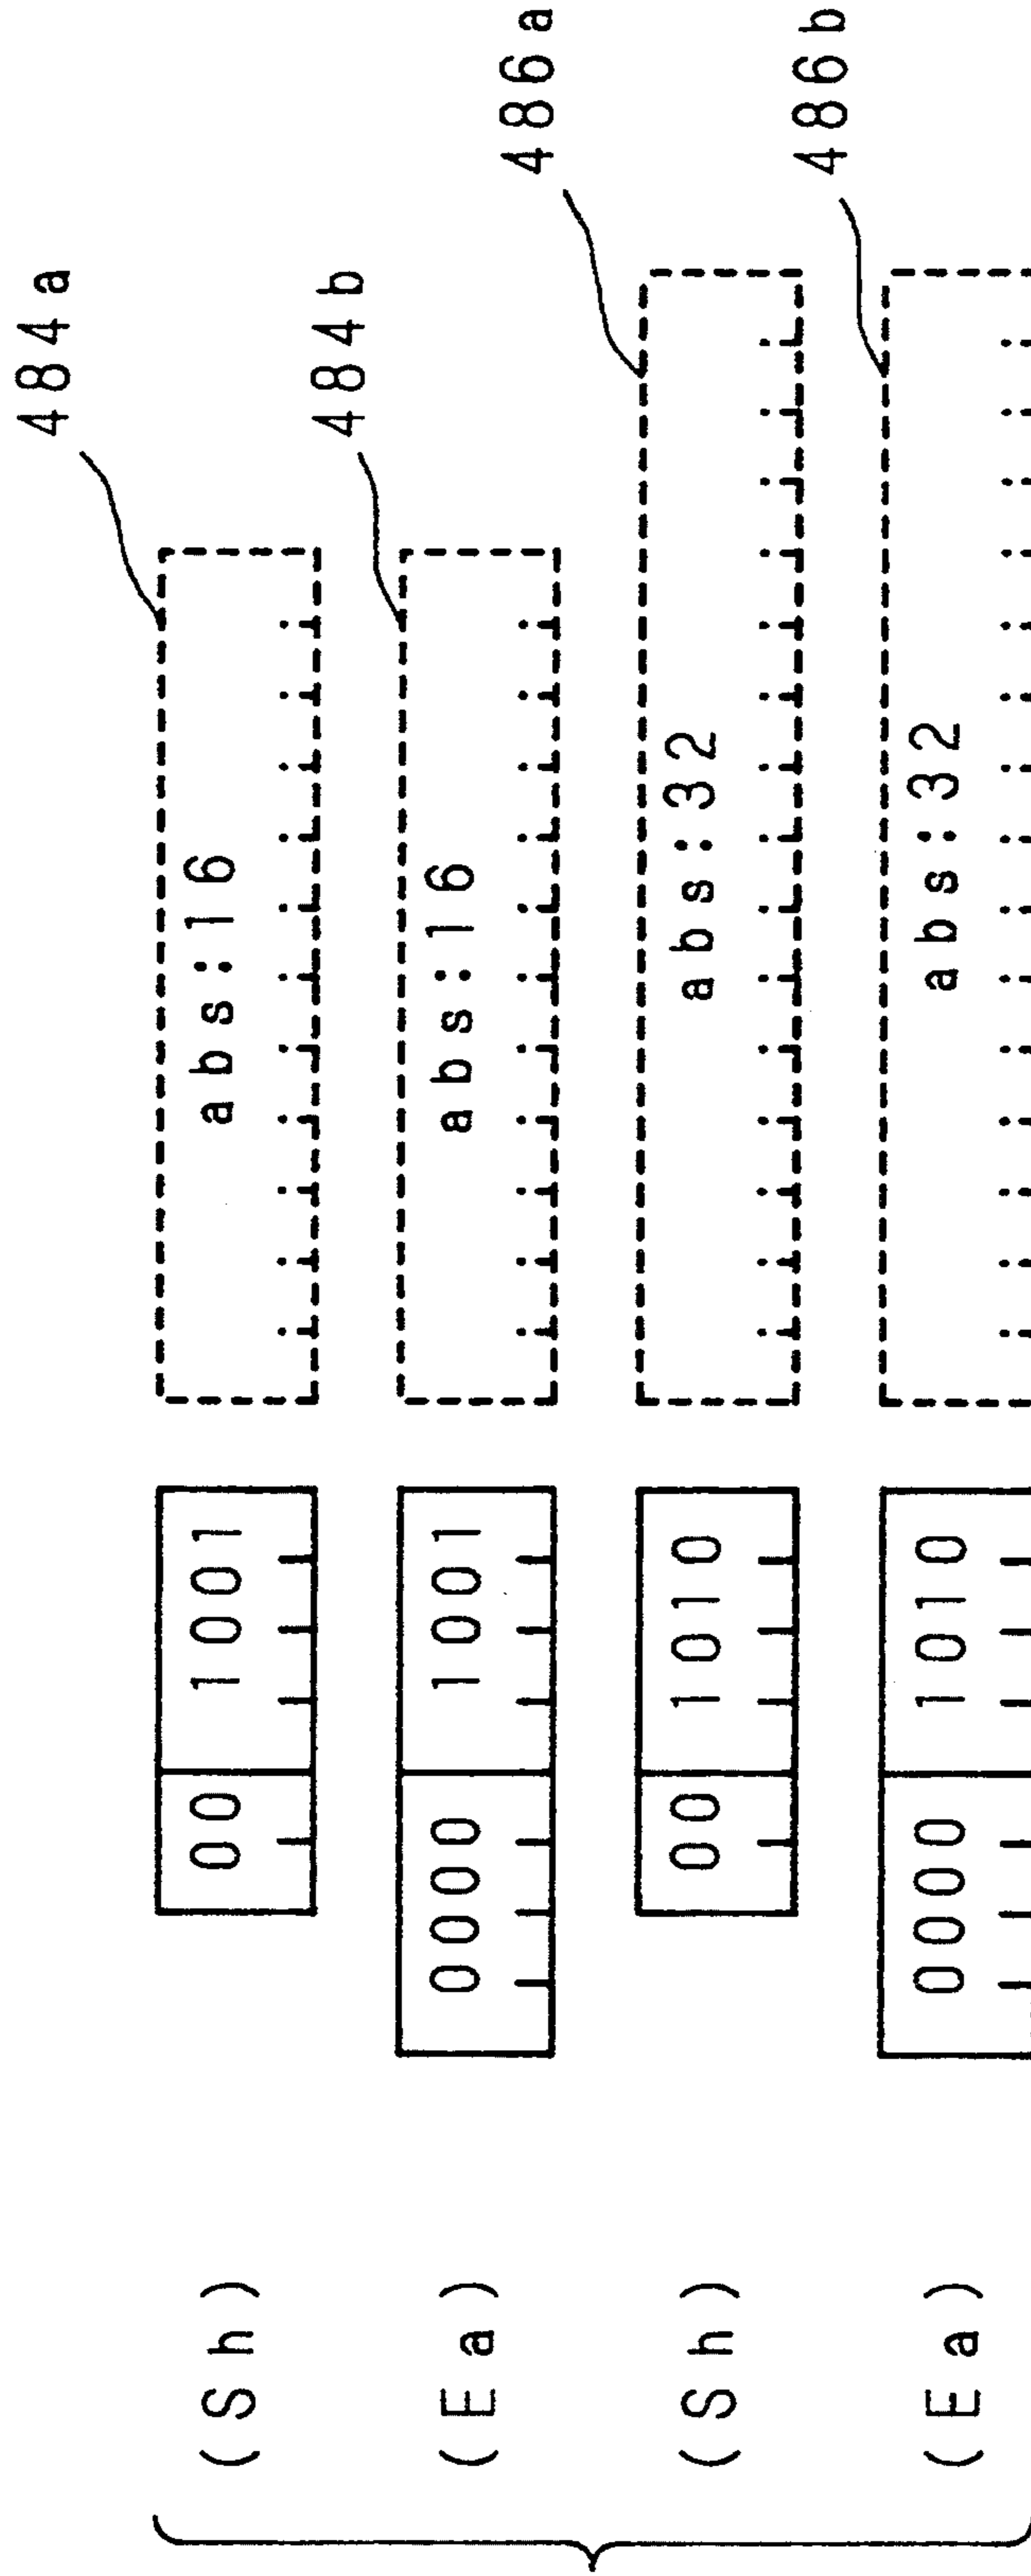 (Sh) 00 1001 abs:16 484a
(Ea) 0000 1001 abs:16 484b
(Sh) 00 1010 abs:32 486a
(Ea) 0000 1010 abs:32 486b